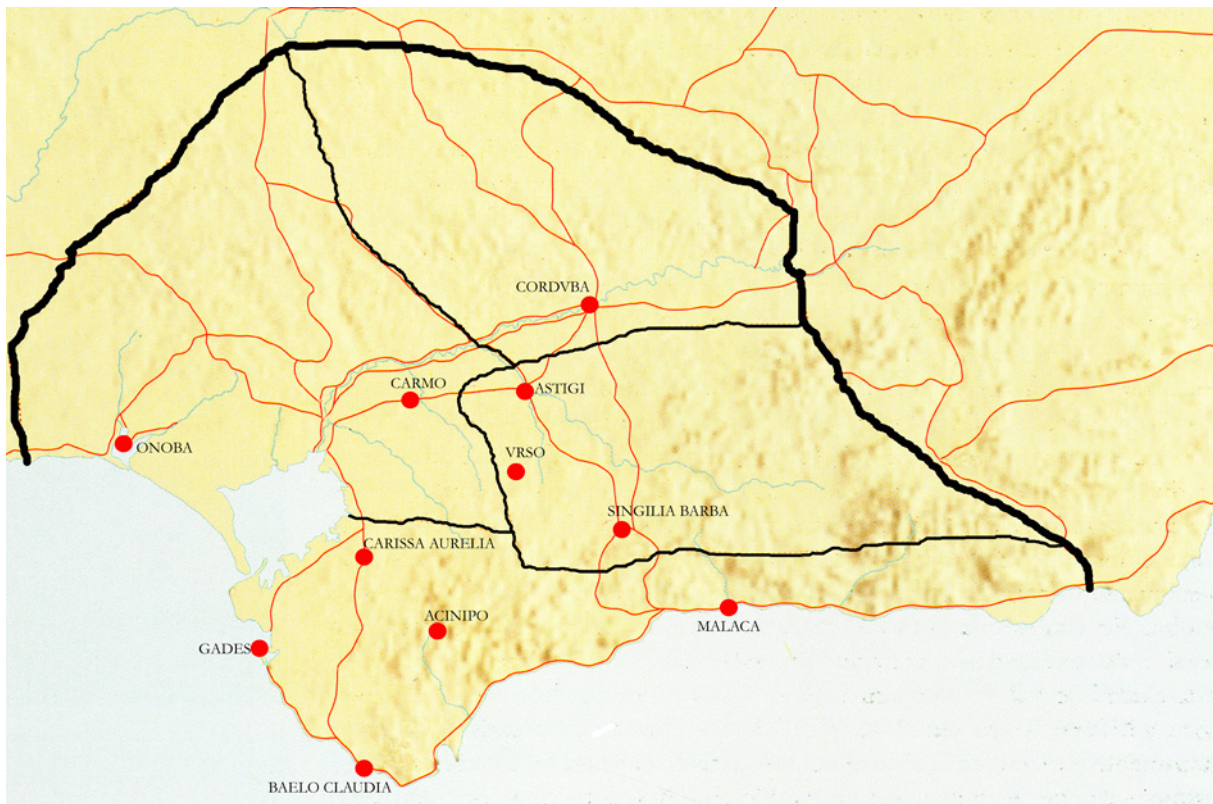 CORDVBA
CARMO
ASTIGI
ONOBA
VRSO
SINGILIA BARBA
CARISSA AURELIA
ACINIPO
MALACA
GADES
BAELO CLAUDIA